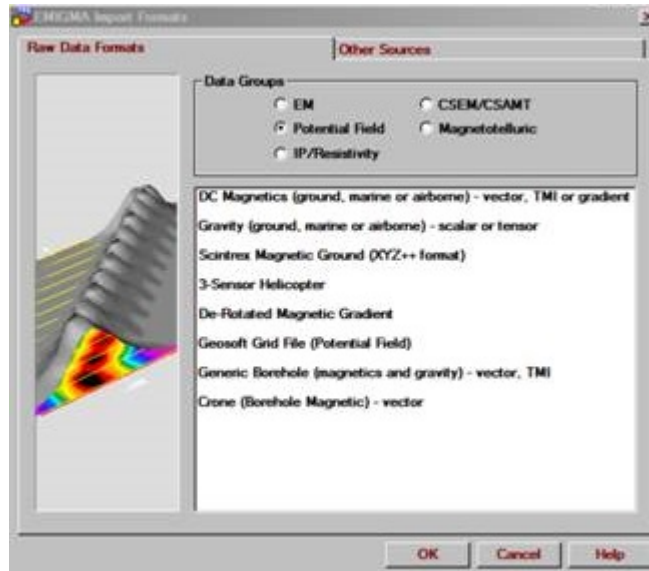 EMIGMA Import Formats
Raw Data Formats
Other Sources
Data Groups
EM
CSEM/CSAMT
Potential Field
Magnetotelluric
IP/Resistivity
DC Magnetics (ground, marine or airborne) - vector, TMI or gradient
Gravity (ground, marine or airborne) - scalar or tensor
Scintrex Magnetic Ground (XYZ++ format)
3-Sensor Helicopter
De-Rotated Magnetic Gradient
Geosoft Grid File (Potential Field)
Generic Borehole (magnetics and gravity) - vector, TMI
Crone (Borehole Magnetic) - vector
OK
Cancel
Help